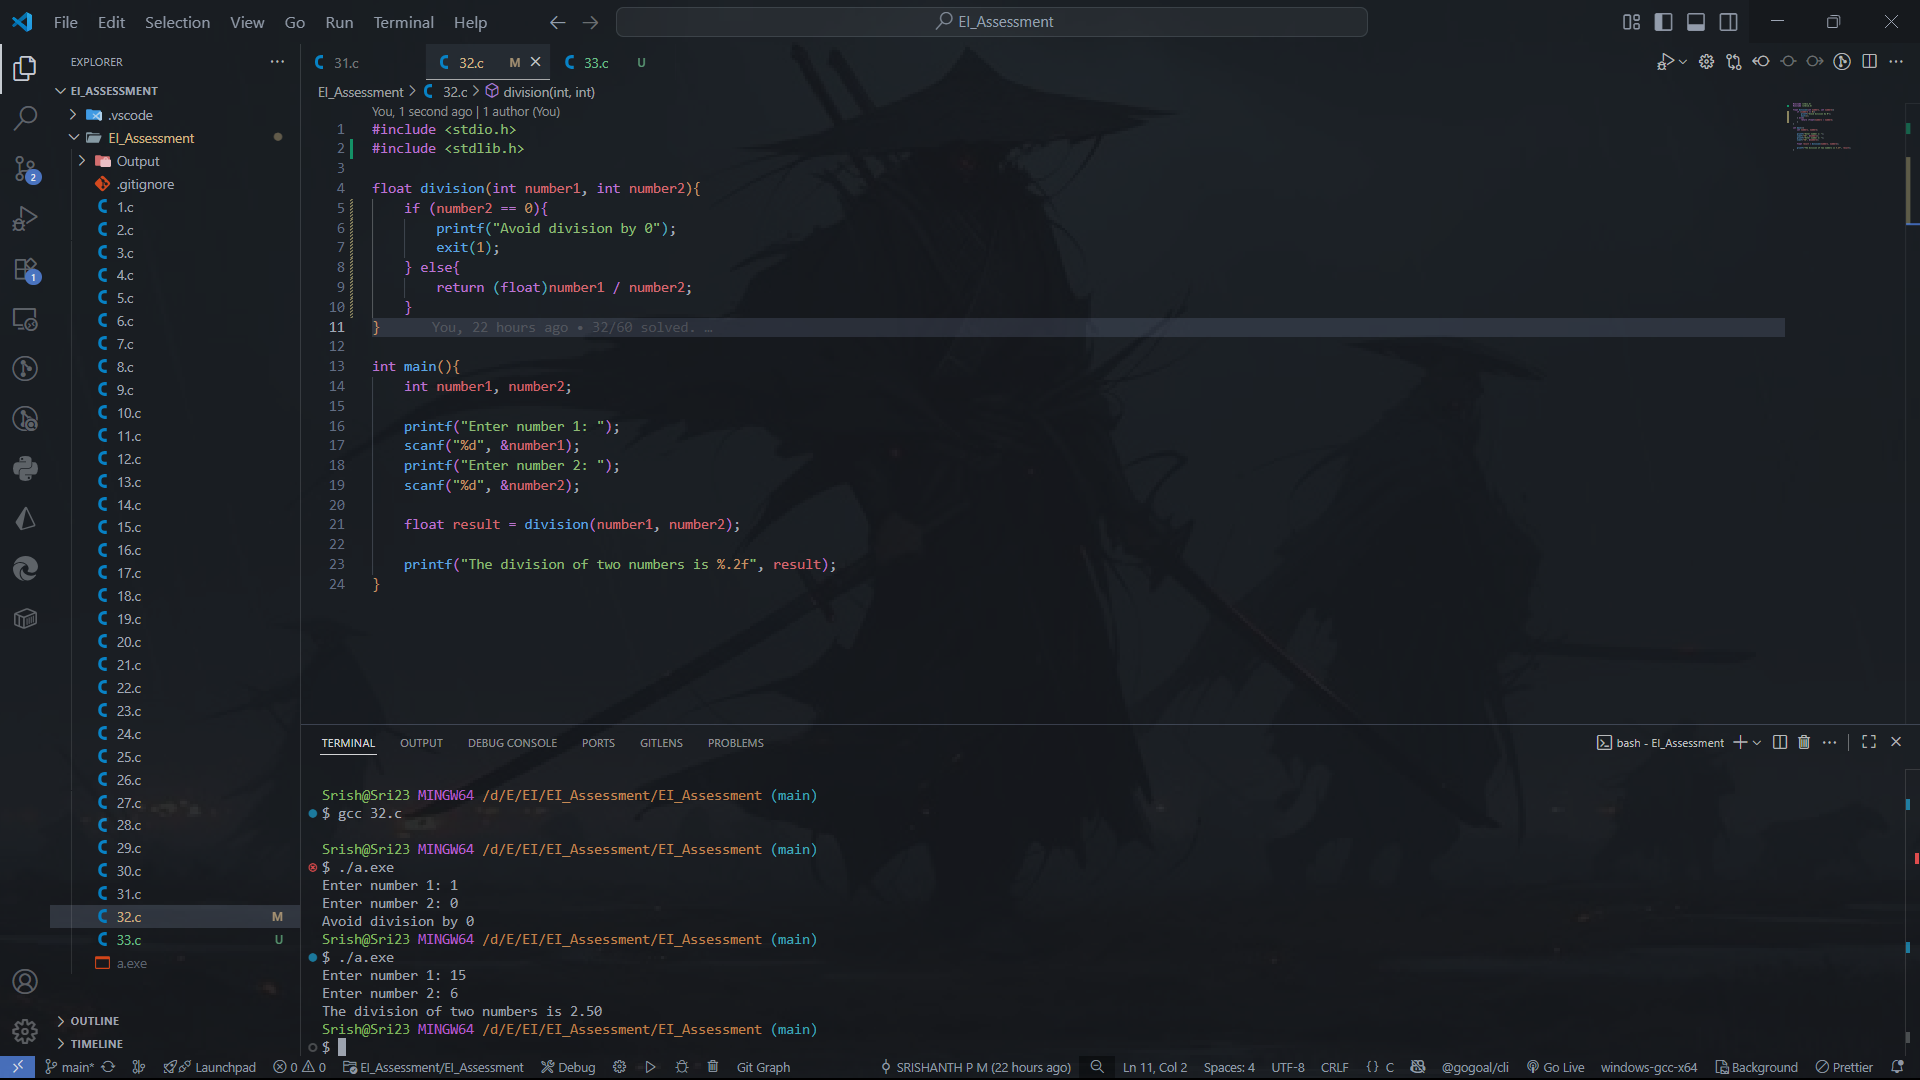 File Edit Selection View Go Run Terminal Help
EI_Assessment
EXPLORER
EI_ASSESSMENT
.vscode
EI_Assessment
Output
.gitignore
1.c
2.c
3.c
4.c
5.c
6.c
7.c
8.c
9.c
10.c
11.c
12.c
13.c
14.c
15.c
16.c
17.c
18.c
19.c
20.c
21.c
22.c
23.c
24.c
25.c
26.c
27.c
28.c
29.c
30.c
31.c
32.c M
33.c U
a.exe
OUTLINE
TIMELINE
2
1
31.c 32.c M 33.c U
EI_Assessment > 32.c > division(int, int)
You, 1 second ago | 1 author (You)
1 #include <stdio.h>
2 #include <stdlib.h>
3
4 float division(int number1, int number2){
5 if (number2 == 0){
6 printf("Avoid division by 0");
7 exit(1);
8 } else{
9 return (float)number1 / number2;
10 }
11 } You, 22 hours ago • 32/60 solved. …
12
13 int main(){
14 int number1, number2;
15
16 printf("Enter number 1: ");
17 scanf("%d", &number1);
18 printf("Enter number 2: ");
19 scanf("%d", &number2);
20
21 float result = division(number1, number2);
22
23 printf("The division of two numbers is %.2f", result);
24 }
TERMINAL OUTPUT DEBUG CONSOLE PORTS GITLENS PROBLEMS
bash - EI_Assessment
Srish@Sri23 MINGW64 /d/E/EI/EI_Assessment/EI_Assessment (main)
$ gcc 32.c
Srish@Sri23 MINGW64 /d/E/EI/EI_Assessment/EI_Assessment (main)
$ ./a.exe
Enter number 1: 1
Enter number 2: 0
Avoid division by 0
Srish@Sri23 MINGW64 /d/E/EI/EI_Assessment/EI_Assessment (main)
$ ./a.exe
Enter number 1: 15
Enter number 2: 6
The division of two numbers is 2.50
Srish@Sri23 MINGW64 /d/E/EI/EI_Assessment/EI_Assessment (main)
$
main* Launchpad 0 0 EI_Assessment/EI_Assessment Debug Git Graph SRISHANTH P M (22 hours ago) Ln 11, Col 2 Spaces: 4 UTF-8 CRLF {} C @gogoal/cli Go Live windows-gcc-x64 Background Prettier